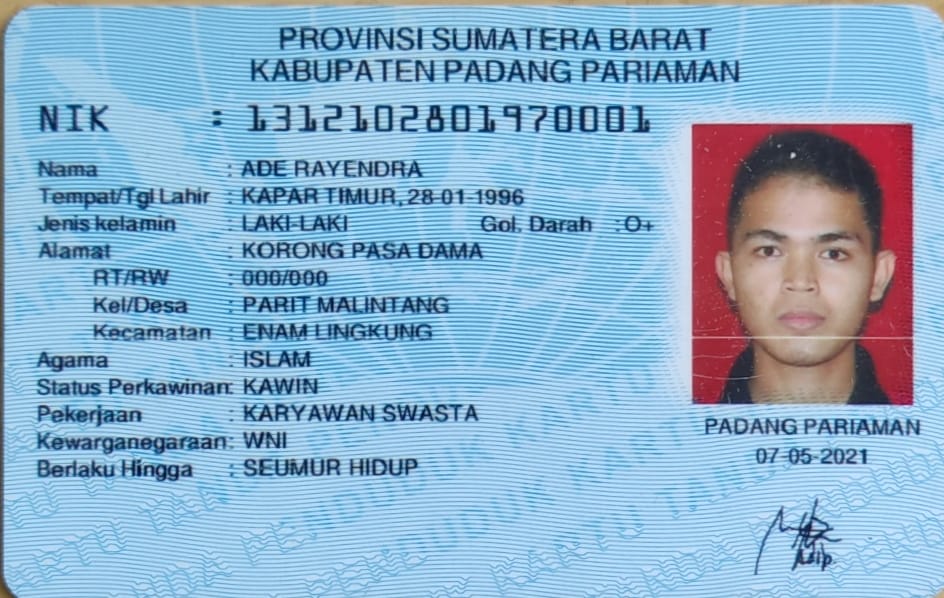 PROVINSI SUMATERA BARAT
KABUPATEN PADANG PARIAMAN
NIK : 1312102801970001
Nama : ADE RAYENDRA
Tempat/Tgl Lahir : KAPAR TIMUR, 28-01-1996
Jenis kelamin : LAKI-LAKI Gol. Darah : O+
Alamat : KORONG PASA DAMA
RT/RW : 000/000
Kel/Desa : PARIT MALINTANG
Kecamatan : ENAM LINGKUNG
Agama : ISLAM
Status Perkawinan: KAWIN
Pekerjaan : KARYAWAN SWASTA
Kewarganegaraan: WNI
Berlaku Hingga : SEUMUR HIDUP
PADANG PARIAMAN
07-05-2021